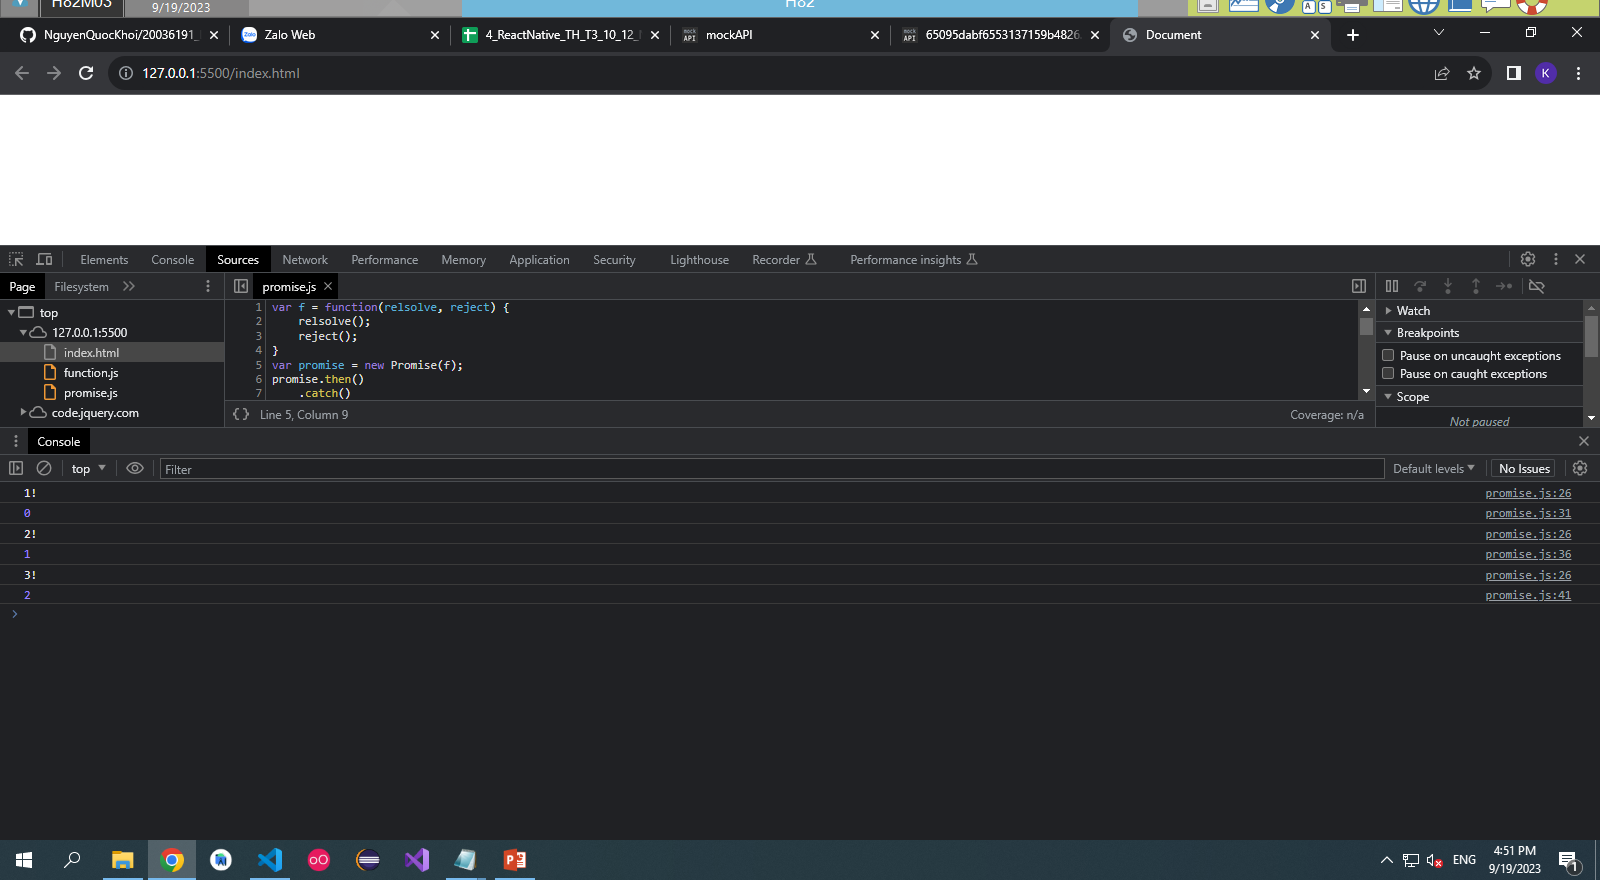 H82M03
9/19/2023
H82
NguyenQuocKhoi/20036191_
Zalo Web
4_ReactNative_TH_T3_10_12_
mockAPI
65095dabf6553137159b4826
Document
127.0.0.1:5500/index.html
K
Elements Console Sources Network Performance Memory Application Security Lighthouse Recorder Performance insights
Page Filesystem
promise.js
top
127.0.0.1:5500
index.html
function.js
promise.js
code.jquery.com
1 var f = function(relsolve, reject) {
2 relsolve();
3 reject();
4 }
5 var promise = new Promise(f);
6 promise.then()
7 .catch()
{} Line 5, Column 9
Coverage: n/a
Watch
Breakpoints
Pause on uncaught exceptions
Pause on caught exceptions
Scope
Not paused
Console
top
Filter
Default levels
No Issues
1! promise.js:26
0 promise.js:31
2! promise.js:26
1 promise.js:36
3! promise.js:26
2 promise.js:41
>
ENG
4:51 PM
9/19/2023
1